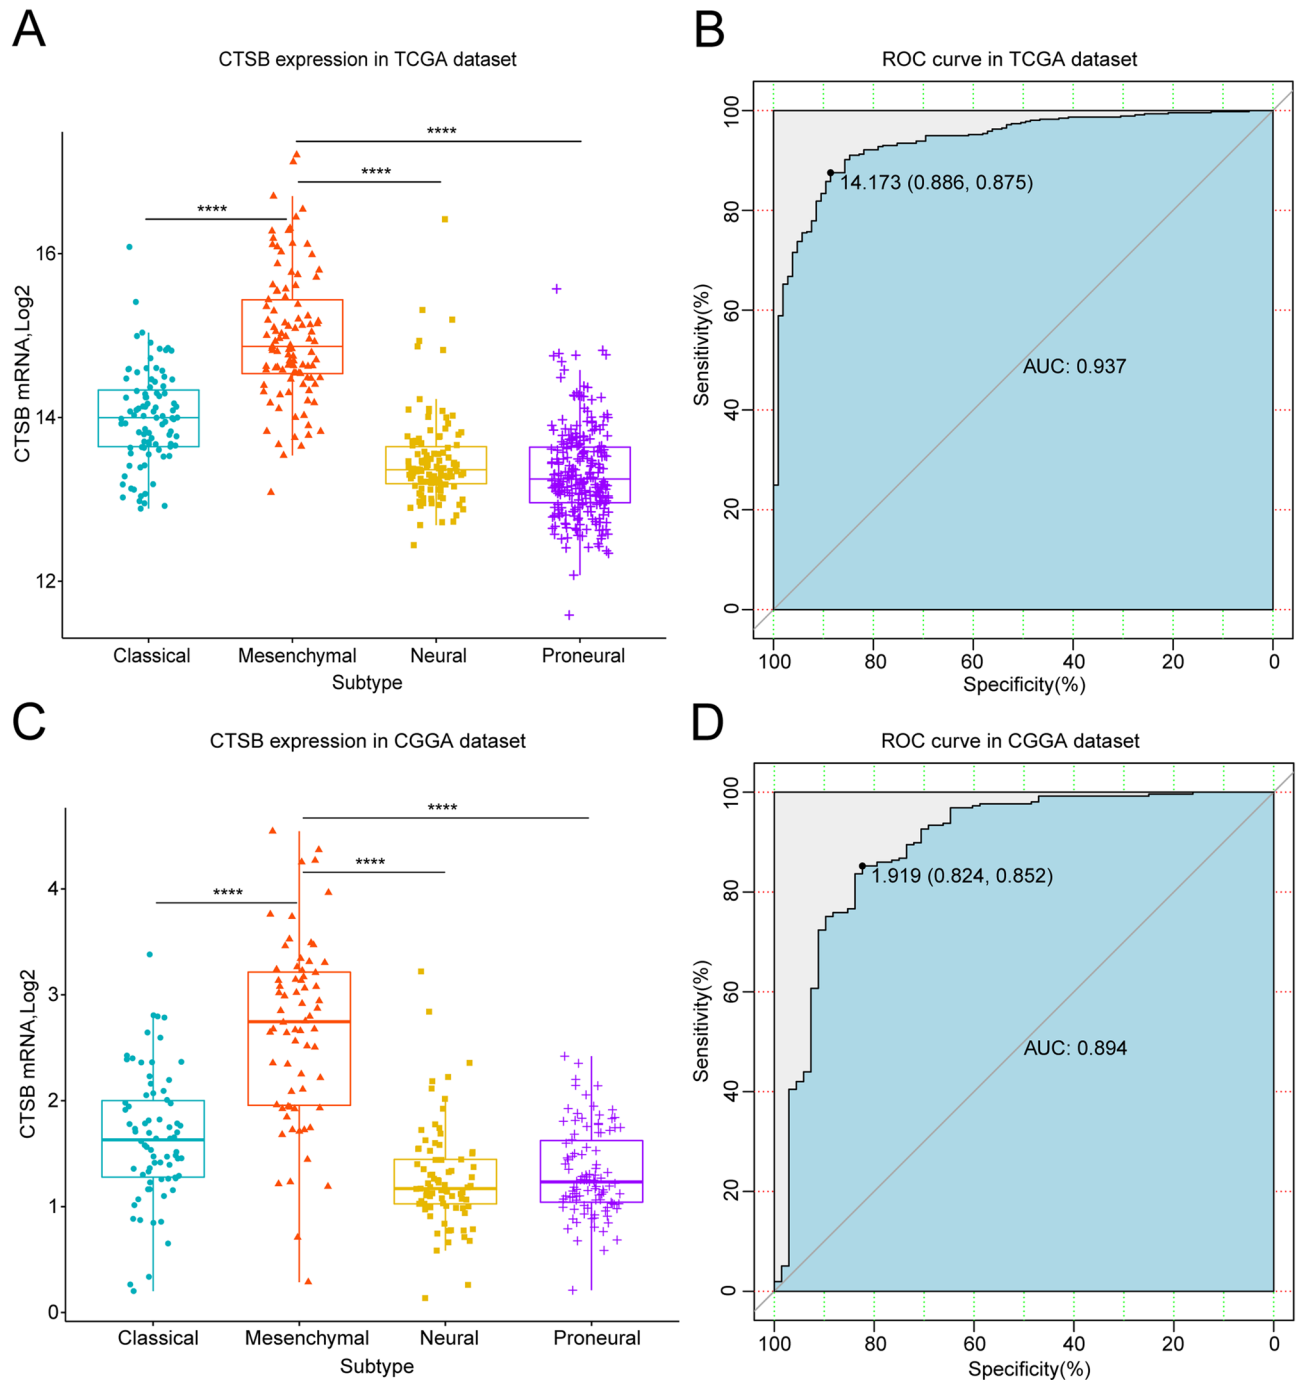 A
CTSB expression in TCGA dataset
****
****
****
CTSB mRNA,Log2
16
14
12
Classical
Mesenchymal
Neural
Proneural
Subtype
B
ROC curve in TCGA dataset
Sensitivity(%)
100
80
60
40
20
0
14.173 (0.886, 0.875)
AUC: 0.937
100
80
60
40
20
0
Specificity(%)
C
CTSB expression in CGGA dataset
****
****
****
CTSB mRNA,Log2
4
3
2
1
0
Classical
Mesenchymal
Neural
Proneural
Subtype
D
ROC curve in CGGA dataset
Sensitivity(%)
100
80
60
40
20
0
1.919 (0.824, 0.852)
AUC: 0.894
100
80
60
40
20
0
Specificity(%)